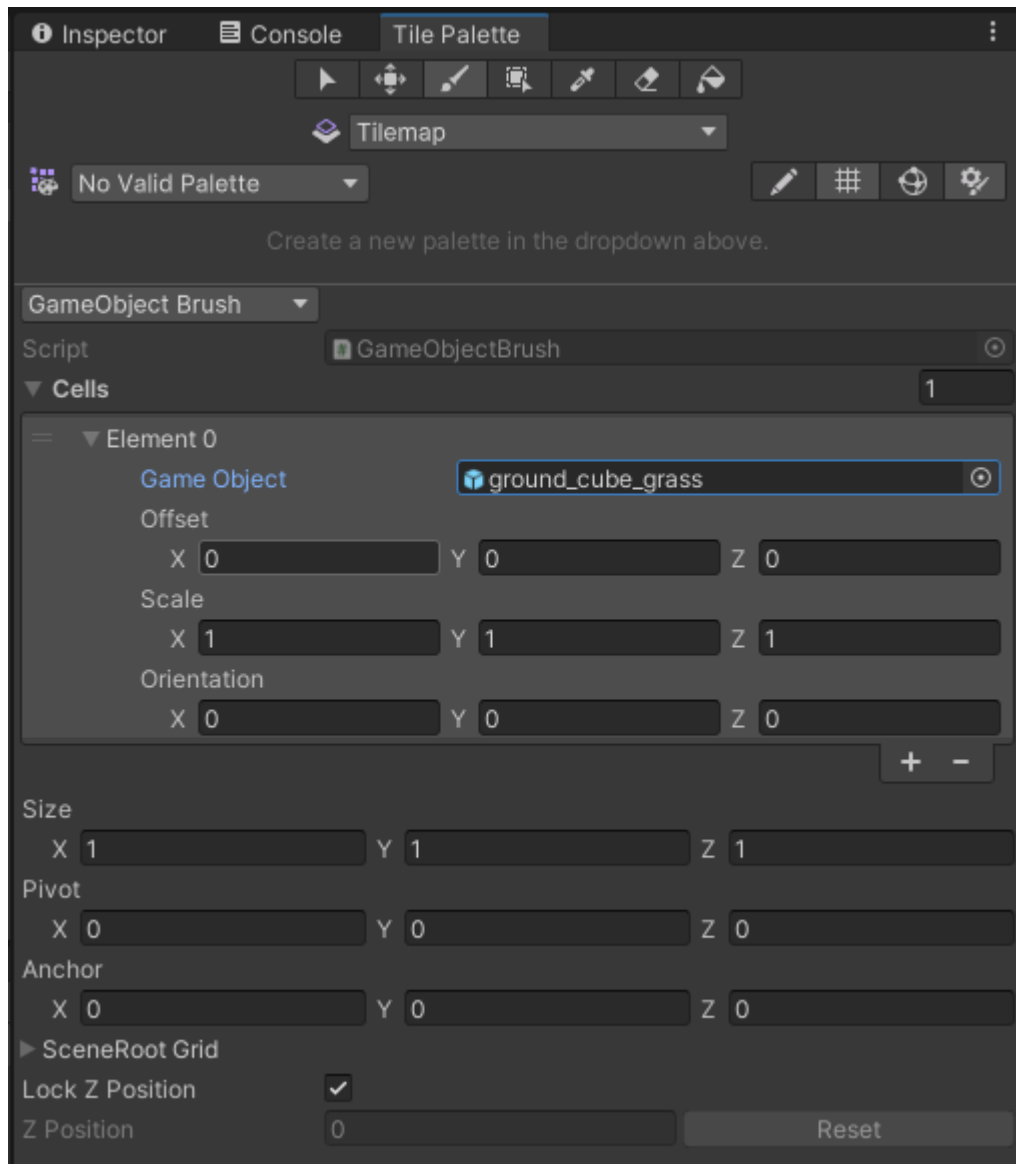 Inspector Console Tile Palette
Tilemap
No Valid Palette
Create a new palette in the dropdown above.
GameObject Brush
Script GameObjectBrush
Cells 1
Element 0
Game Object ground_cube_grass
Offset
X 0 Y 0 Z 0
Scale
X 1 Y 1 Z 1
Orientation
X 0 Y 0 Z 0
+ -
Size
X 1 Y 1 Z 1
Pivot
X 0 Y 0 Z 0
Anchor
X 0 Y 0 Z 0
SceneRoot Grid
Lock Z Position
Z Position 0 Reset